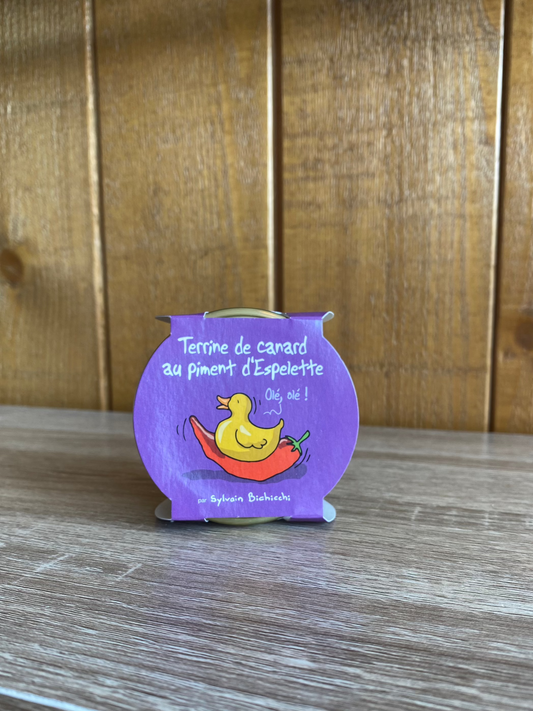 Terrine de canard
au piment d'Espelette
Olé, olé !
par Sylvain Bichicchi